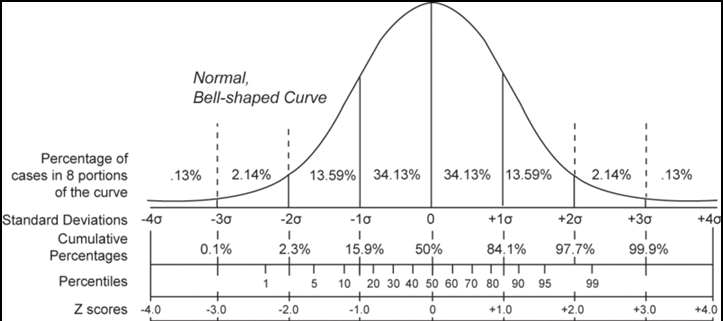 Normal,
Bell-shaped Curve
Percentage of
cases in 8 portions
of the curve
.13% 2.14% 13.59% 34.13% 34.13% 13.59% 2.14% .13%
Standard Deviations -4σ -3σ -2σ -1σ 0 +1σ +2σ +3σ +4σ
Cumulative
Percentages
0.1% 2.3% 15.9% 50% 84.1% 97.7% 99.9%
Percentiles 1 5 10 20 30 40 50 60 70 80 90 95 99
Z scores -4.0 -3.0 -2.0 -1.0 0 +1.0 +2.0 +3.0 +4.0